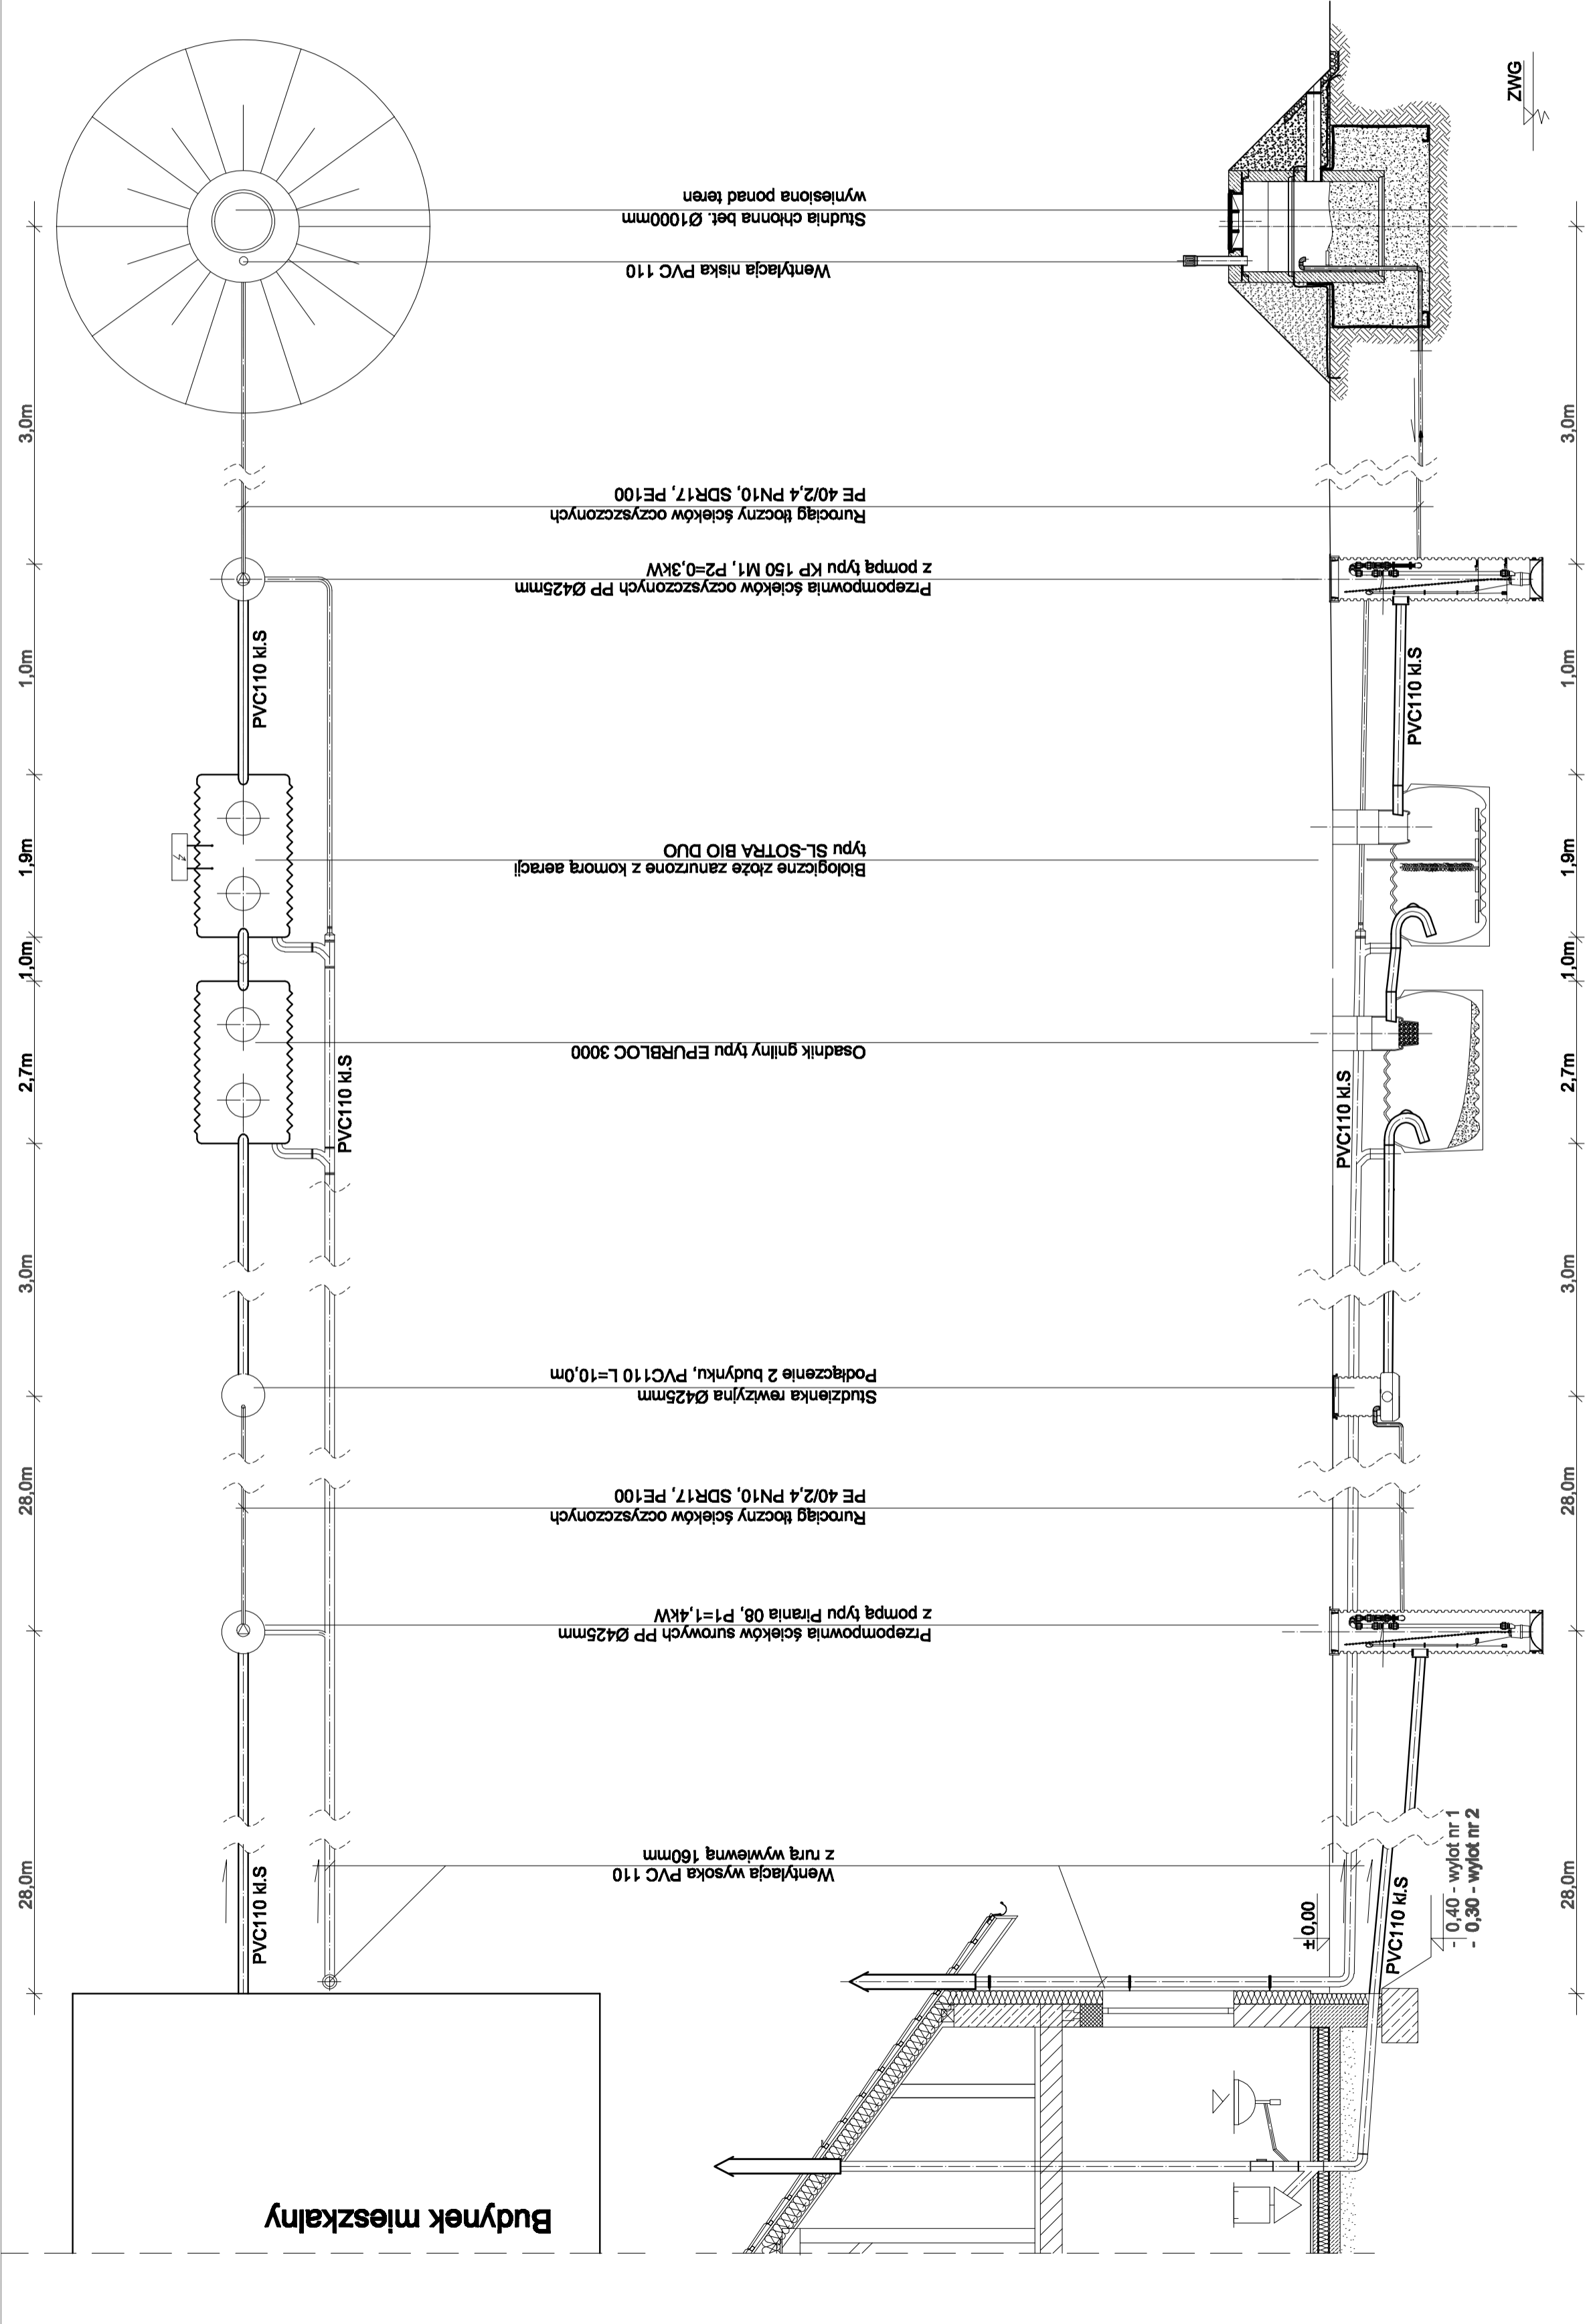 3,0m
1,0m
1,9m
1,0m
2,7m
3,0m
28,0m
28,0m
Studnia chłonna bet. Ø1000mm
wyniesiona ponad teren
Wentylacja niska PVC 110
Rurociąg tłoczny ścieków oczyszczonych
PE 40/2,4 PN10, SDR17, PE100
Przepompownia ścieków oczyszczonych PP Ø425mm
z pompą typu KP 150 M1, P2=0,3kW
PVC110 kl.S
Biologiczne złoże zanurzone z komorą aeracji
typu SL-SOTRA BIO DUO
Osadnik gnilny typu EPURBLOC 3000
PVC110 kl.S
Studzienka rewizyjna Ø425mm
Podłączenie 2 budynku, PVC110 L=10,0m
Rurociąg tłoczny ścieków oczyszczonych
PE 40/2,4 PN10, SDR17, PE100
Przepompownia ścieków surowych PP Ø425mm
z pompą typu Pirania 08, P1=1,4kW
Wentylacja wysoka PVC 110
z rurą wywiewną 160mm
PVC110 kl.S
Budynek mieszkalny
ZWG
PVC110 kl.S
PVC110 kl.S
±0,00
PVC110 kl.S
- 0,40 - wylot nr 1
- 0,30 - wylot nr 2
3,0m
1,0m
1,9m
1,0m
2,7m
3,0m
28,0m
28,0m